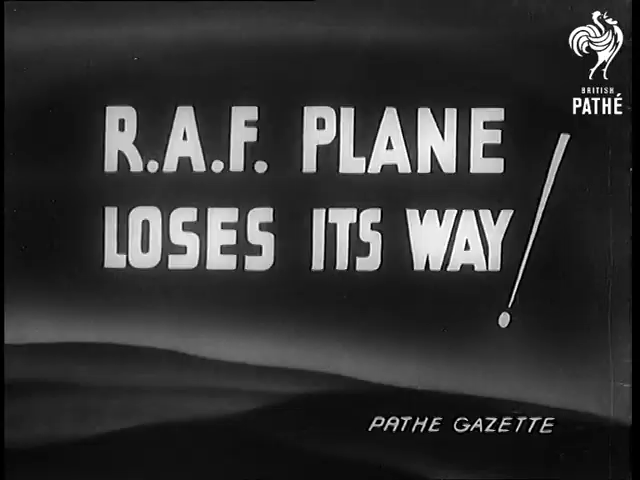 BRITISH
PATHÉ
R.A.F. PLANE
LOSES ITS WAY!
PATHE GAZETTE